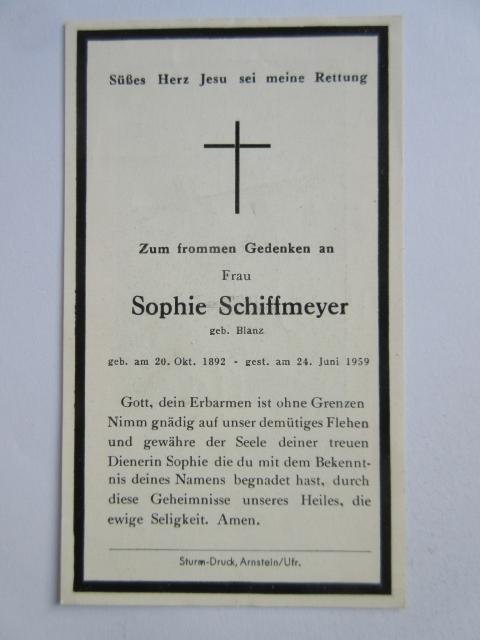 Süßes Herz Jesu sei meine Rettung
Zum frommen Gedenken an
Frau
Sophie Schiffmeyer
geb. Blanz
geb. am 20. Okt. 1892 - gest. am 24. Juni 1959
Gott, dein Erbarmen ist ohne Grenzen
Nimm gnädig auf unser demütiges Flehen
und gewähre der Seele deiner treuen
Dienerin Sophie die du mit dem Bekennt-
nis deines Namens begnadet hast, durch
diese Geheimnisse unseres Heiles, die
ewige Seligkeit. Amen.
Sturm-Druck, Arnstein/Ufr.